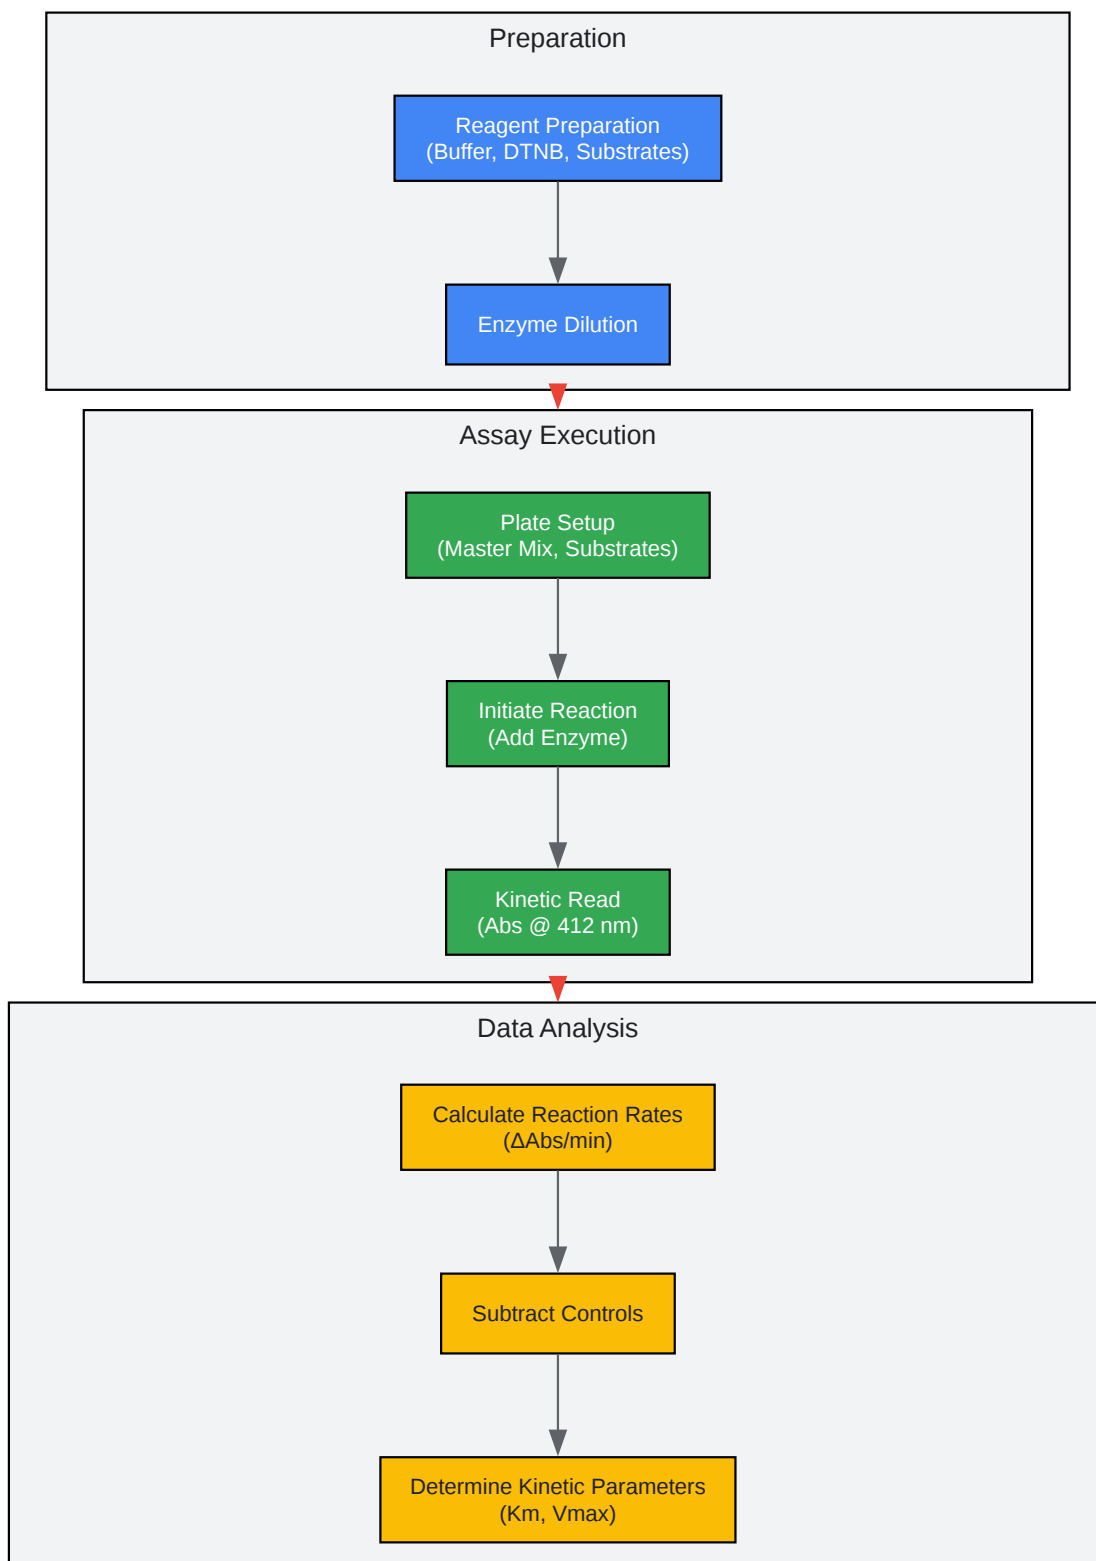 Preparation
Reagent Preparation
(Buffer, DTNB, Substrates)
Enzyme Dilution
Assay Execution
Plate Setup
(Master Mix, Substrates)
Initiate Reaction
(Add Enzyme)
Kinetic Read
(Abs @ 412 nm)
Data Analysis
Calculate Reaction Rates
(ΔAbs/min)
Subtract Controls
Determine Kinetic Parameters
(Km, Vmax)